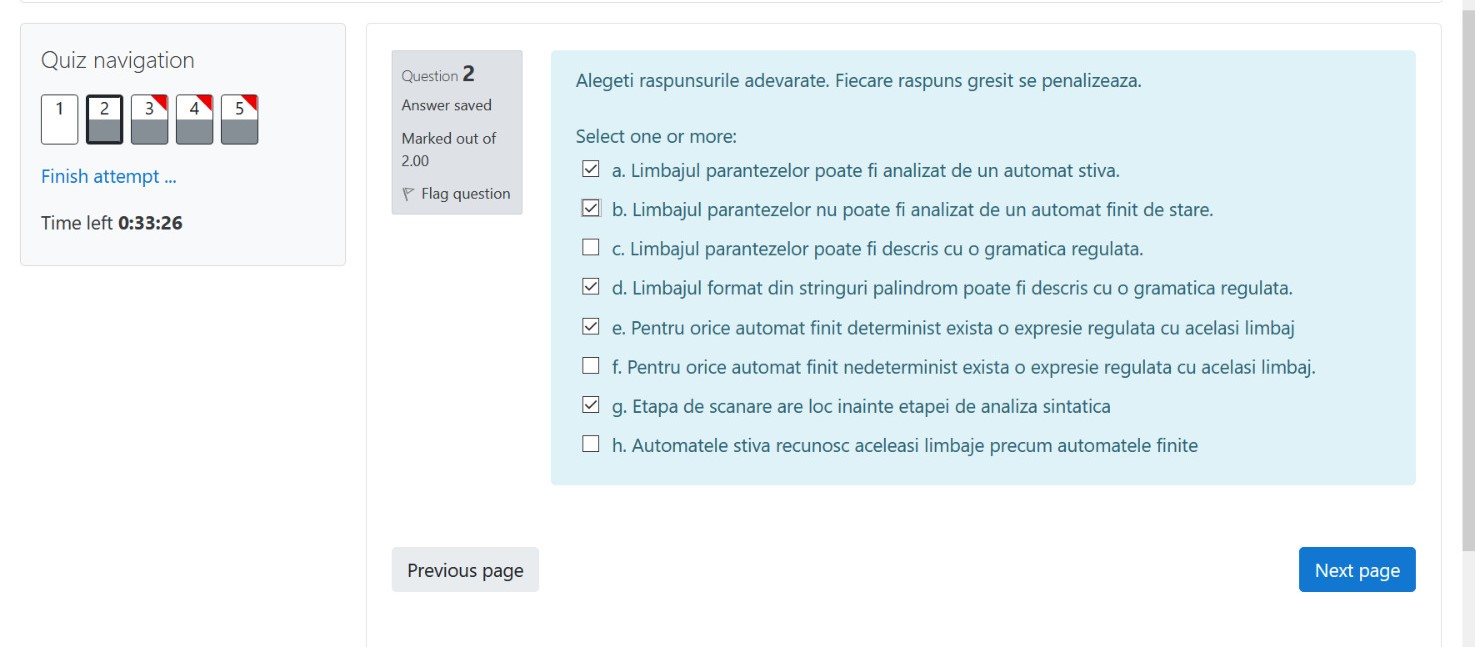 Quiz navigation
1 2 3 4 5
Finish attempt ...
Time left 0:33:26
Question 2
Answer saved
Marked out of
2.00
Flag question
Alegeti raspunsurile adevarate. Fiecare raspuns gresit se penalizeaza.
Select one or more:
a. Limbajul parantezelor poate fi analizat de un automat stiva.
b. Limbajul parantezelor nu poate fi analizat de un automat finit de stare.
c. Limbajul parantezelor poate fi descris cu o gramatica regulata.
d. Limbajul format din stringuri palindrom poate fi descris cu o gramatica regulata.
e. Pentru orice automat finit determinist exista o expresie regulata cu acelasi limbaj
f. Pentru orice automat finit nedeterminist exista o expresie regulata cu acelasi limbaj.
g. Etapa de scanare are loc inainte etapei de analiza sintatica
h. Automatele stiva recunosc aceleasi limbaje precum automatele finite
Previous page
Next page